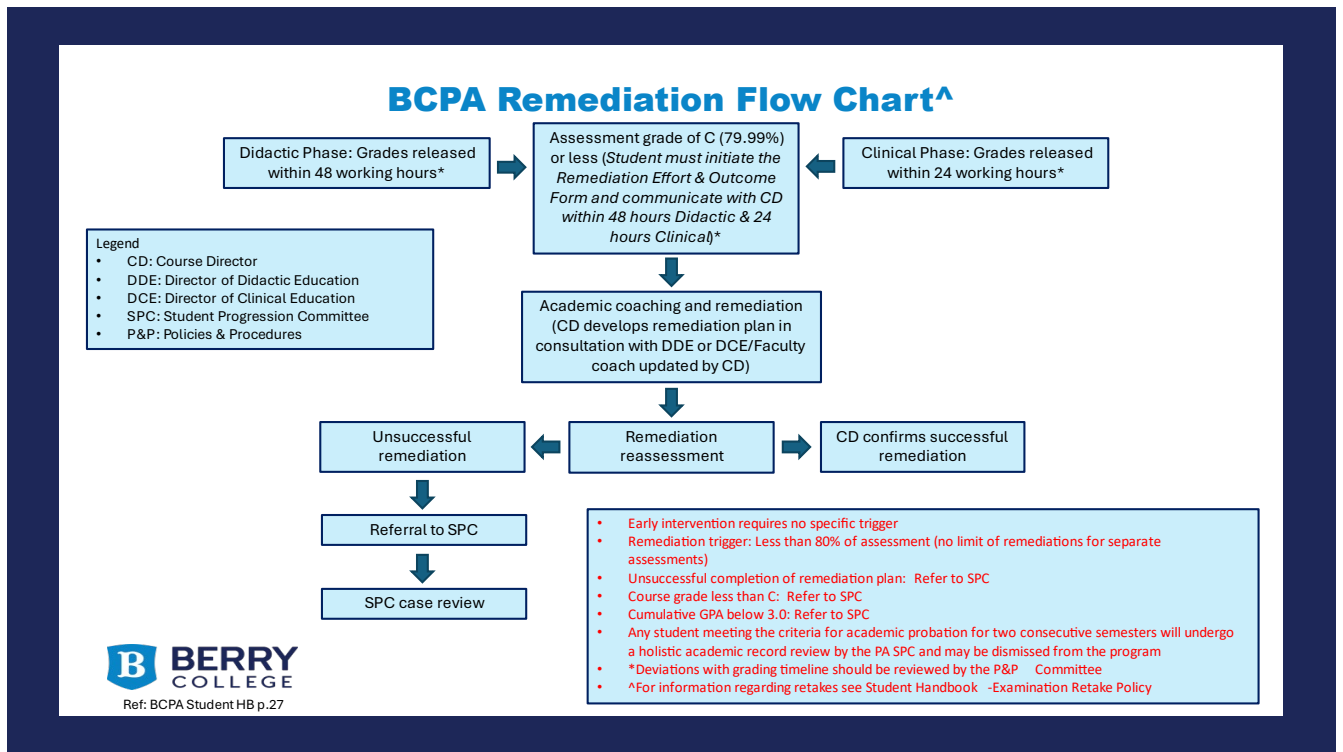 BCPA Remediation Flow Chart^
Didactic Phase: Grades released
within 48 working hours*
Assessment grade of C (79.99%)
or less (Student must initiate the
Remediation Effort & Outcome
Form and communicate with CD
within 48 hours Didactic & 24
hours Clinical)*
Clinical Phase: Grades released
within 24 working hours*
Legend
• CD: Course Director
• DDE: Director of Didactic Education
• DCE: Director of Clinical Education
• SPC: Student Progression Committee
• P&P: Policies & Procedures
Academic coaching and remediation
(CD develops remediation plan in
consultation with DDE or DCE/Faculty
coach updated by CD)
Unsuccessful
remediation
Remediation
reassessment
CD confirms successful
remediation
Referral to SPC
SPC case review
• Early intervention requires no specific trigger
• Remediation trigger: Less than 80% of assessment (no limit of remediations for separate
assessments)
• Unsuccessful completion of remediation plan: Refer to SPC
• Course grade less than C: Refer to SPC
• Cumulative GPA below 3.0: Refer to SPC
• Any student meeting the criteria for academic probation for two consecutive semesters will undergo
a holistic academic record review by the PA SPC and may be dismissed from the program
• *Deviations with grading timeline should be reviewed by the P&P Committee
• ^For information regarding retakes see Student Handbook -Examination Retake Policy
B
BERRY
COLLEGE
Ref: BCPA Student HB p.27